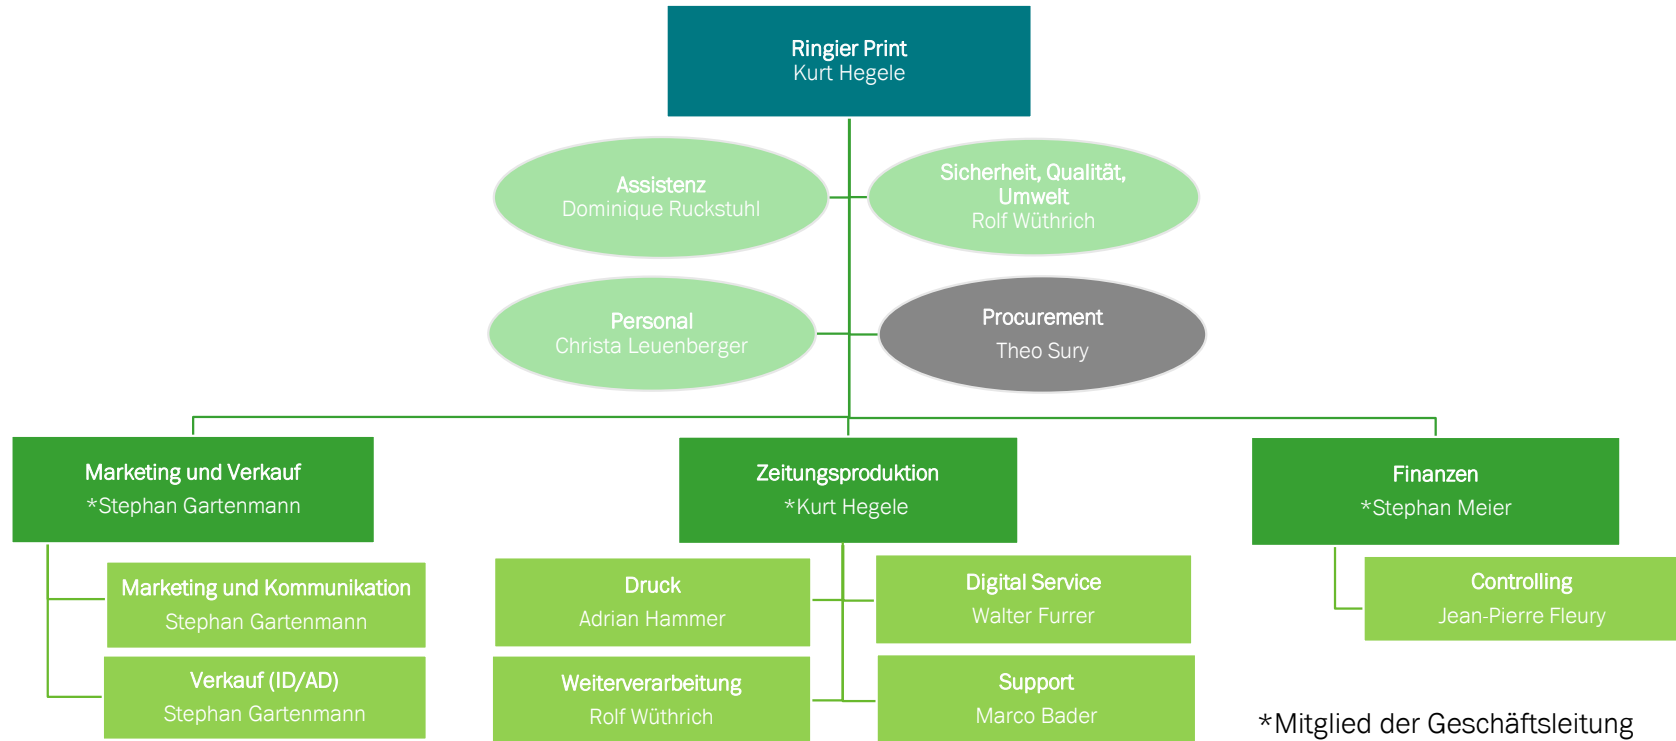 Ringier Print
Kurt Hegele
Assistenz
Dominique Ruckstuhl
Sicherheit, Qualität,
Umwelt
Rolf Wüthrich
Personal
Christa Leuenberger
Procurement
Theo Sury
Marketing und Verkauf
*Stephan Gartenmann
Zeitungsproduktion
*Kurt Hegele
Finanzen
*Stephan Meier
Marketing und Kommunikation
Stephan Gartenmann
Druck
Adrian Hammer
Digital Service
Walter Furrer
Controlling
Jean-Pierre Fleury
Verkauf (ID/AD)
Stephan Gartenmann
Weiterverarbeitung
Rolf Wüthrich
Support
Marco Bader
*Mitglied der Geschäftsleitung